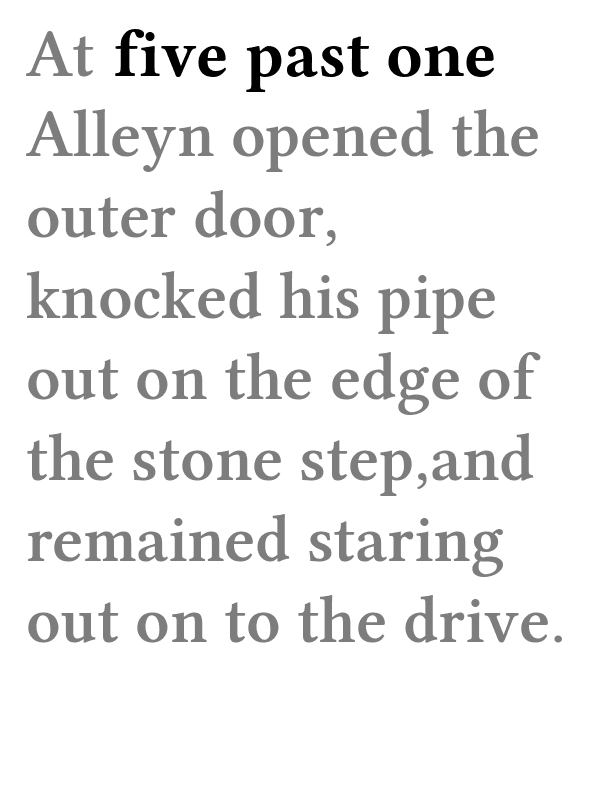 At five past one
Alleyn opened the
outer door,
knocked his pipe
out on the edge of
the stone step,and
remained staring
out on to the drive.